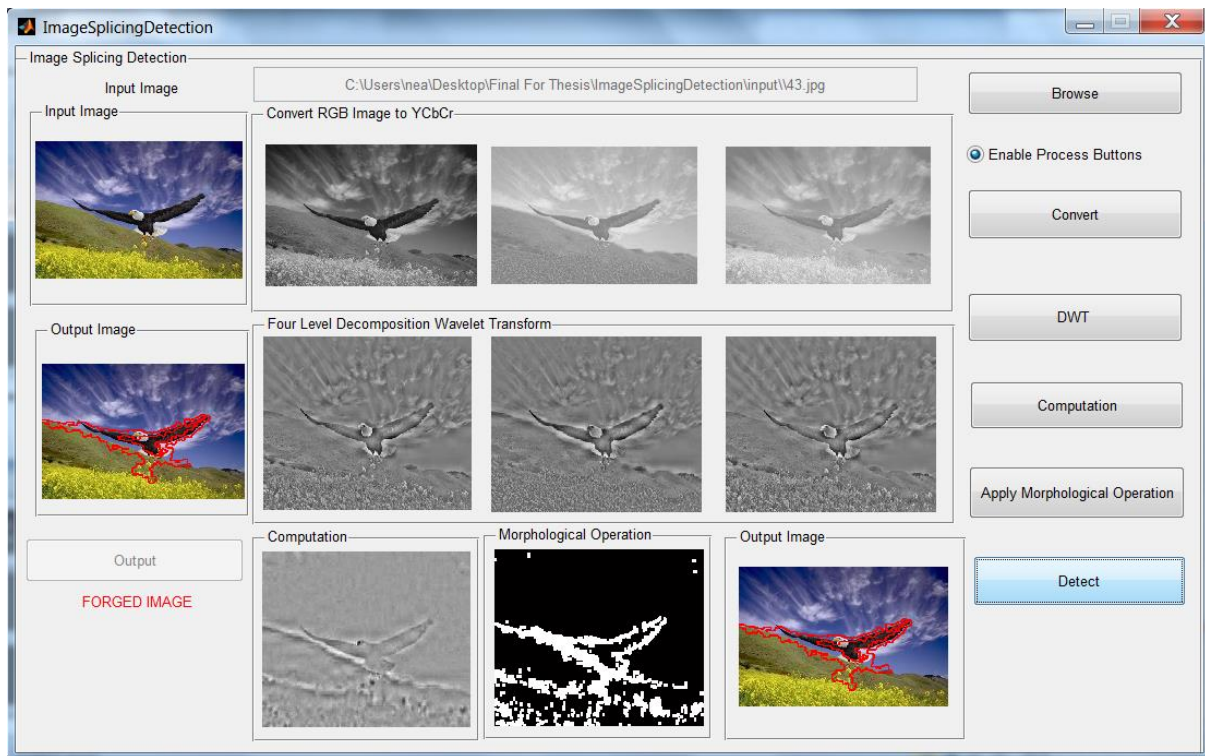 ImageSplicingDetection
Image Splicing Detection
Input Image
C:\Users\nea\Desktop\Final For Thesis\ImageSplicingDetection\input\\43.jpg
Browse
Input Image
Convert RGB Image to YCbCr
Enable Process Buttons
Convert
Output Image
Four Level Decomposition Wavelet Transform
DWT
Computation
Apply Morphological Operation
Computation
Morphological Operation
Output Image
Output
Detect
FORGED IMAGE